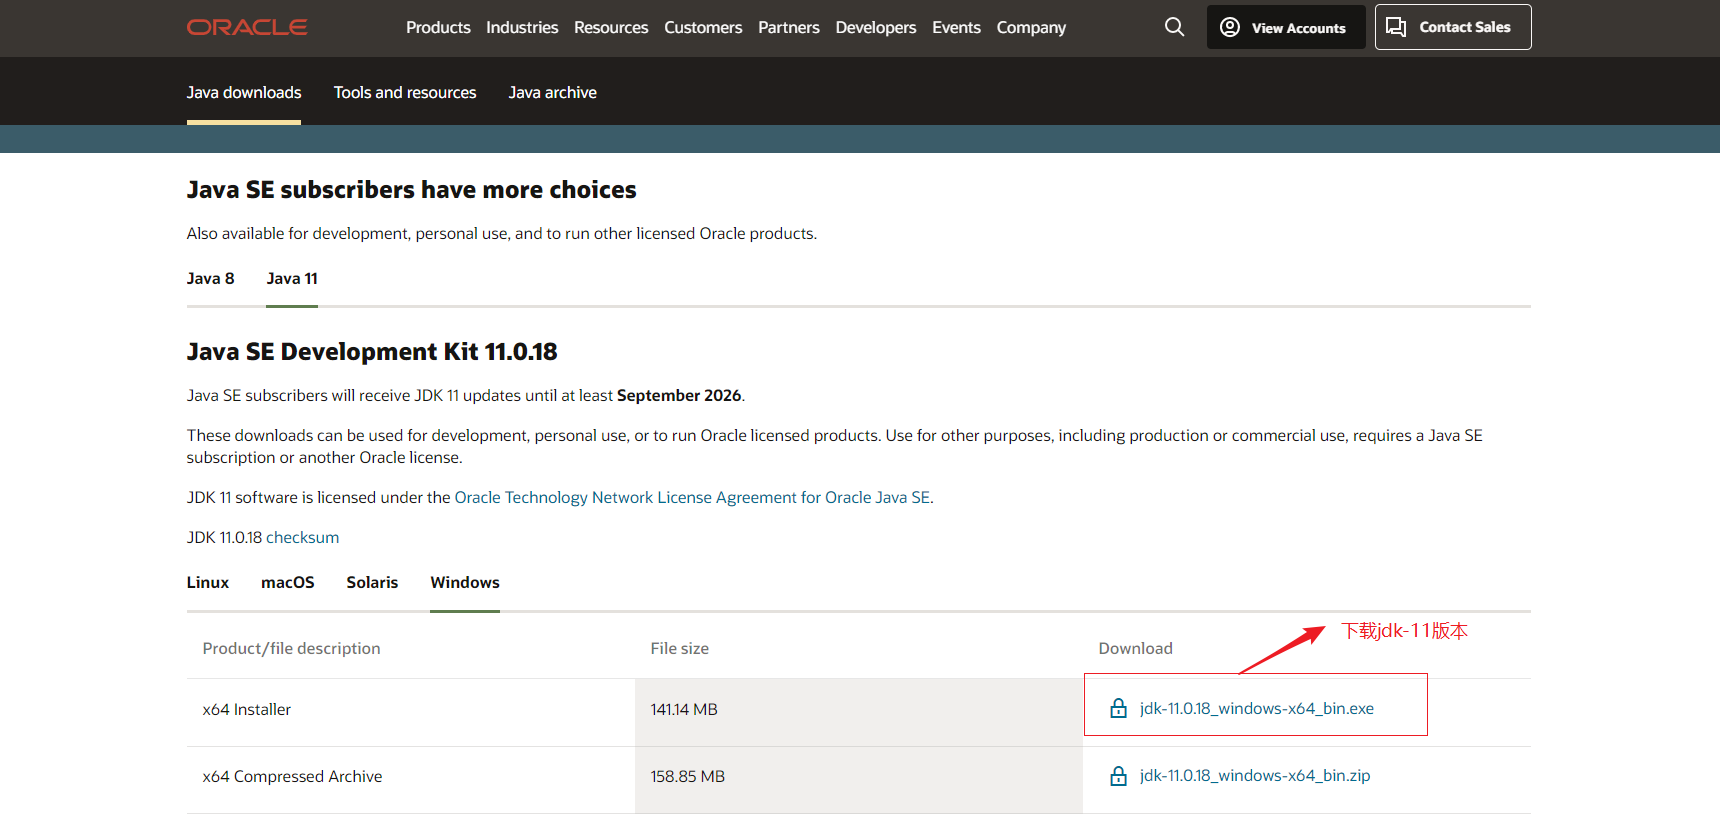 ORACLE
Products Industries Resources Customers Partners Developers Events Company
View Accounts
Contact Sales
Java downloads Tools and resources Java archive
Java SE subscribers have more choices
Also available for development, personal use, and to run other licensed Oracle products.
Java 8 Java 11
Java SE Development Kit 11.0.18
Java SE subscribers will receive JDK 11 updates until at least September 2026.
These downloads can be used for development, personal use, or to run Oracle licensed products. Use for other purposes, including production or commercial use, requires a Java SE
subscription or another Oracle license.
JDK 11 software is licensed under the Oracle Technology Network License Agreement for Oracle Java SE.
JDK 11.0.18 checksum
Linux macOS Solaris Windows
下载jdk-11版本
Product/file description File size Download
x64 Installer 141.14 MB jdk-11.0.18_windows-x64_bin.exe
x64 Compressed Archive 158.85 MB jdk-11.0.18_windows-x64_bin.zip